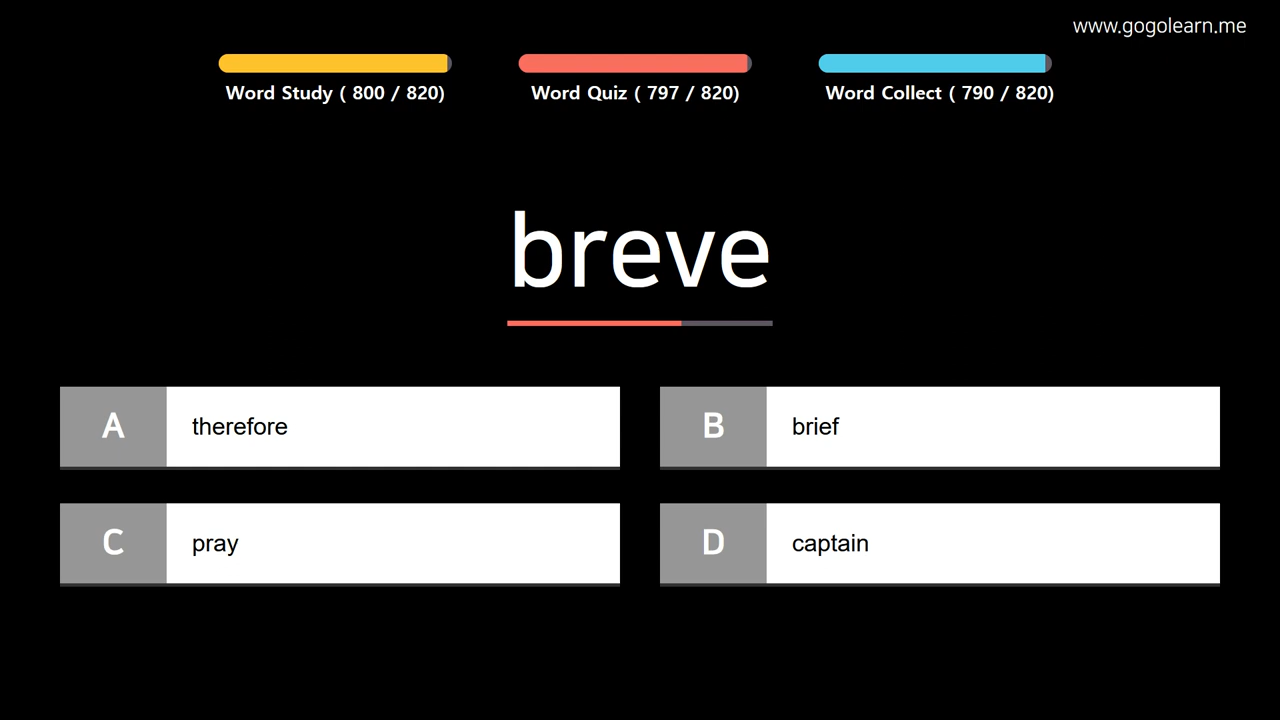 www.gogolearn.me
Word Study ( 800 / 820)
Word Quiz ( 797 / 820)
Word Collect ( 790 / 820)
breve
A therefore
B brief
C pray
D captain